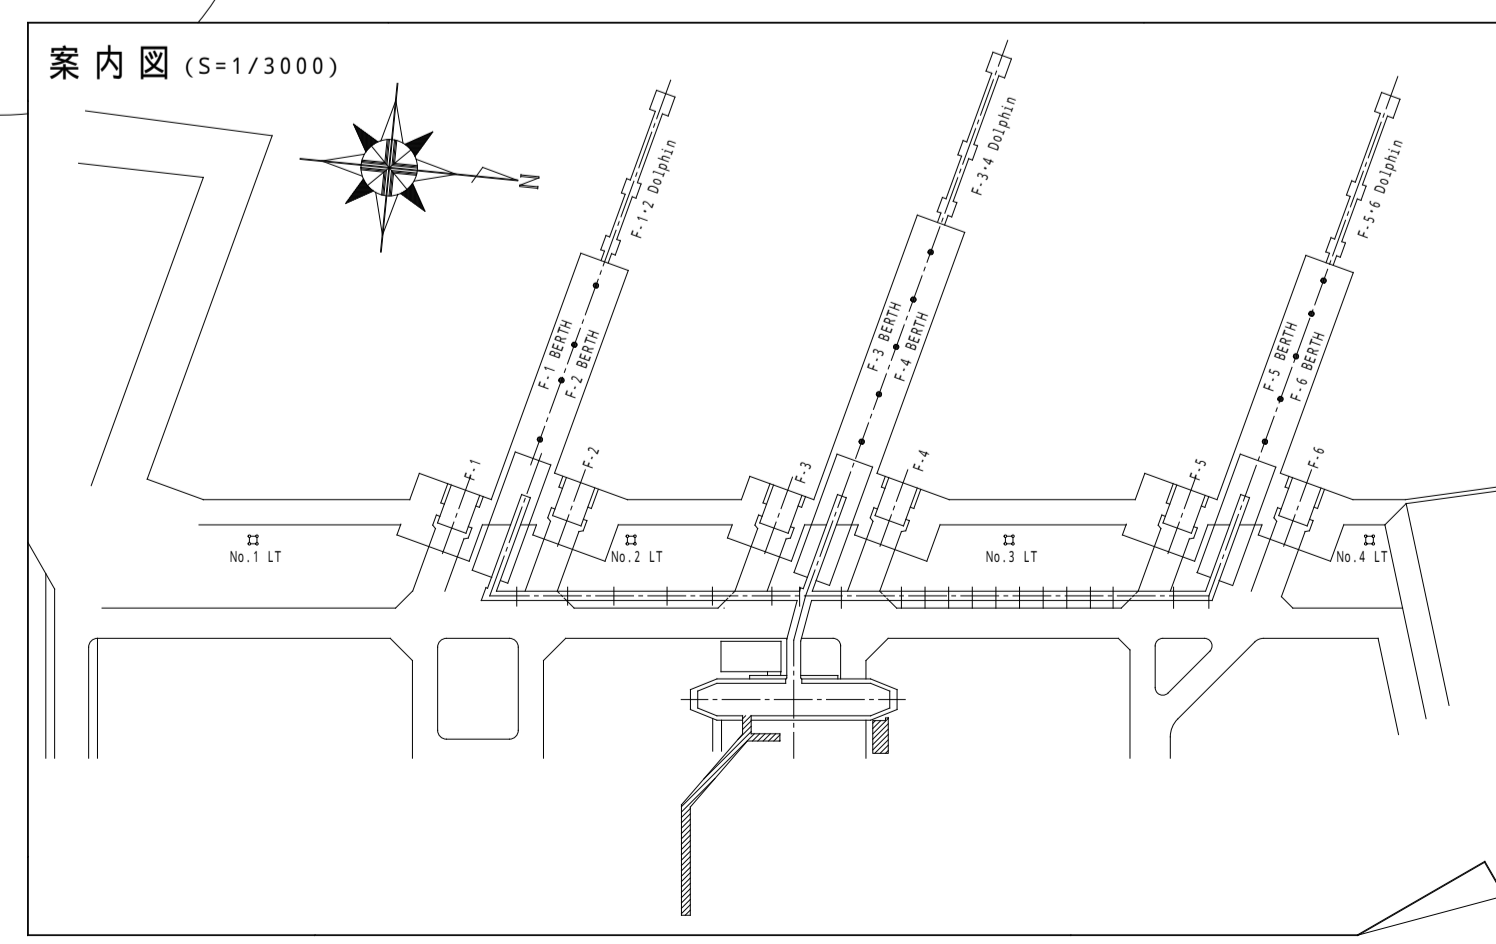 案内図 (S=1/3000)
N
F-1・2 Dolphin
F-3・4 Dolphin
F-5・6 Dolphin
F-1 BERTH
F-2 BERTH
F-3 BERTH
F-4 BERTH
F-5 BERTH
F-6 BERTH
F-1
F-2
F-3
F-4
F-5
F-6
No.1 LT
No.2 LT
No.3 LT
No.4 LT